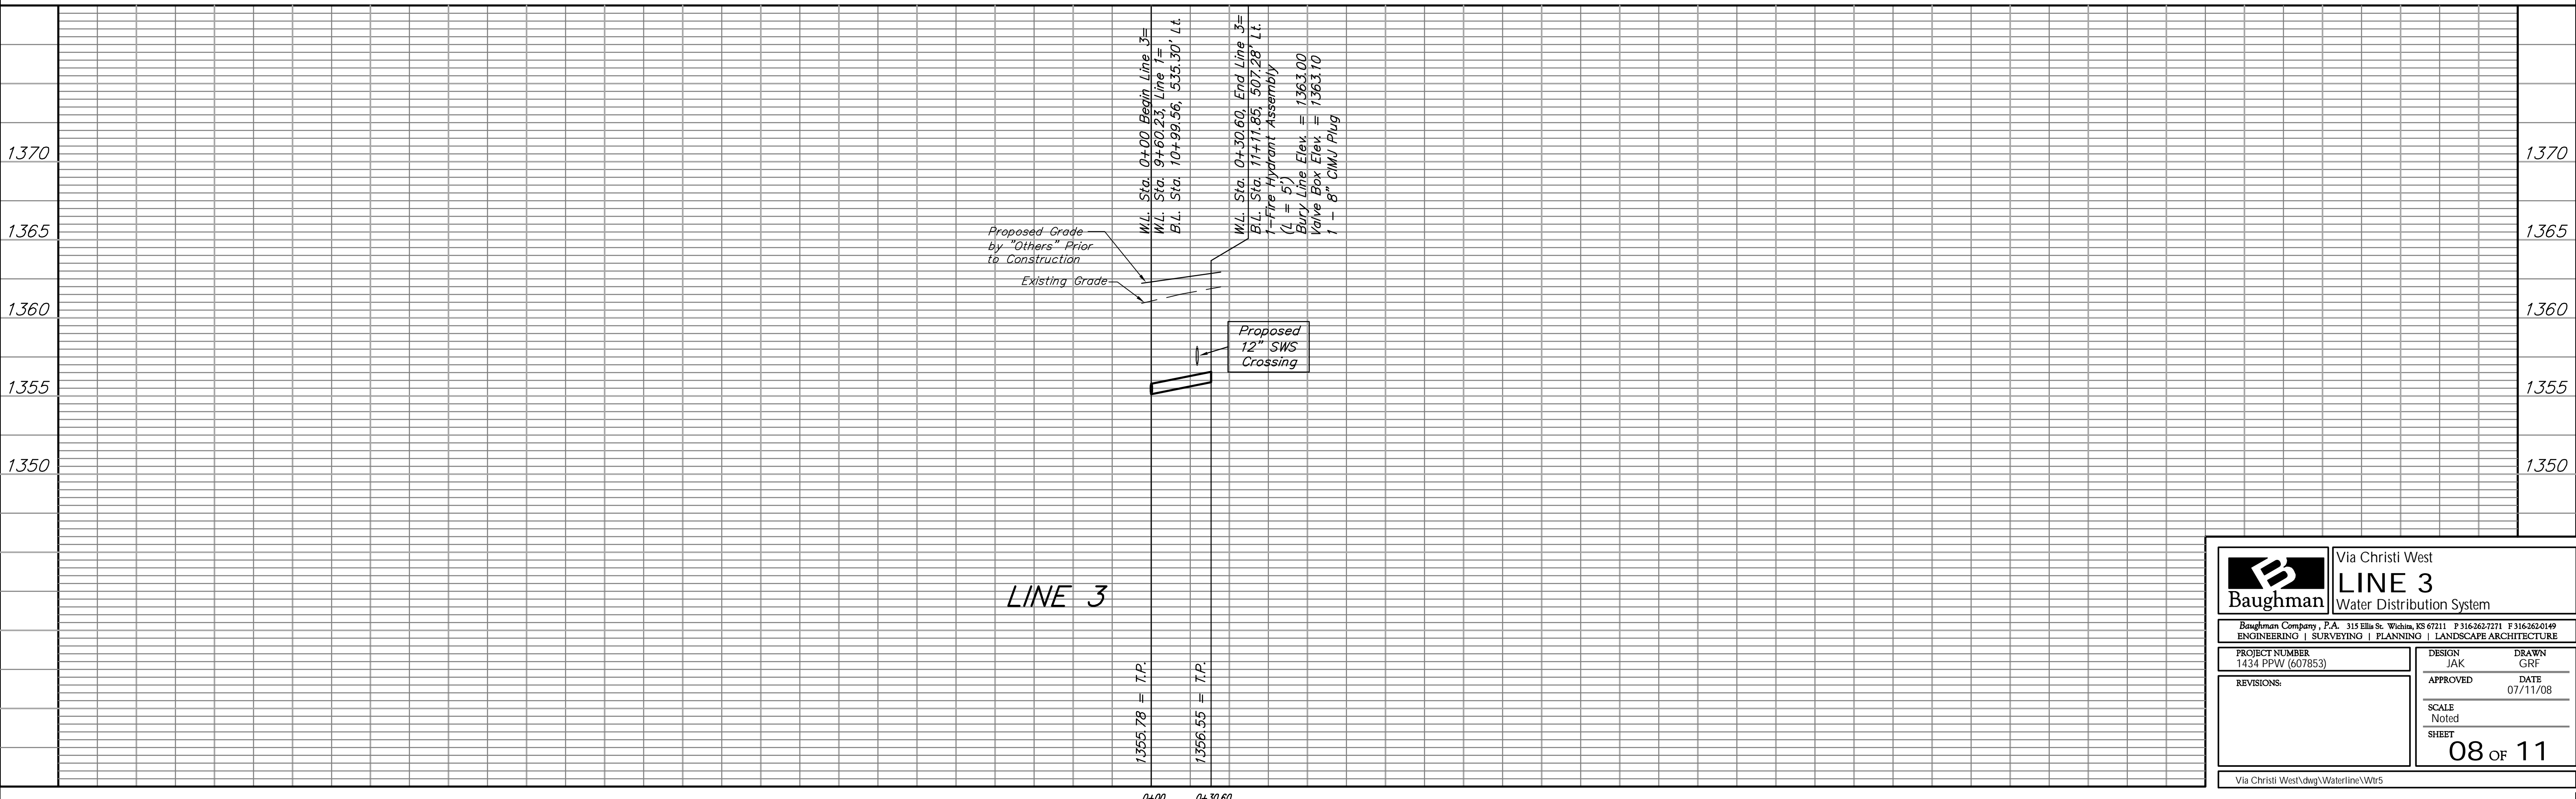 W.L. Sta. 0+00 Begin Line 3=
W.L. Sta. 9+60.23, Line 1=
B.L. Sta. 10+99.56, 535.30' Lt.
W.L. Sta. 0+30.60, End Line 3=
B.L. Sta. 11+11.85, 507.28' Lt.
1-Fire Hydrant Assembly
(L = 5')
Bury Line Elev. = 1363.00
Valve Box Elev. = 1363.10
1 - 8" CIMJ Plug
1370
1370
1365
1365
Proposed Grade
by "Others" Prior
to Construction
Existing Grade
1360
1360
Proposed
12" SWS
Crossing
1355
1355
1350
1350
LINE 3
1355.78 = T.P.
1356.55 = T.P.
0+00
0+30.60
B
Baughman
Via Christi West
LINE 3
Water Distribution System
Baughman Company, P.A. 315 Ellis St. Wichita, KS 67211 P 316-262-7271 F 316-262-0149
ENGINEERING | SURVEYING | PLANNING | LANDSCAPE ARCHITECTURE
PROJECT NUMBER
1434 PPW (607853)
REVISIONS:
DESIGN
JAK
DRAWN
GRF
APPROVED
DATE
07/11/08
SCALE
Noted
SHEET
08 OF 11
Via Christi West\dwg\Waterline\Wtr5